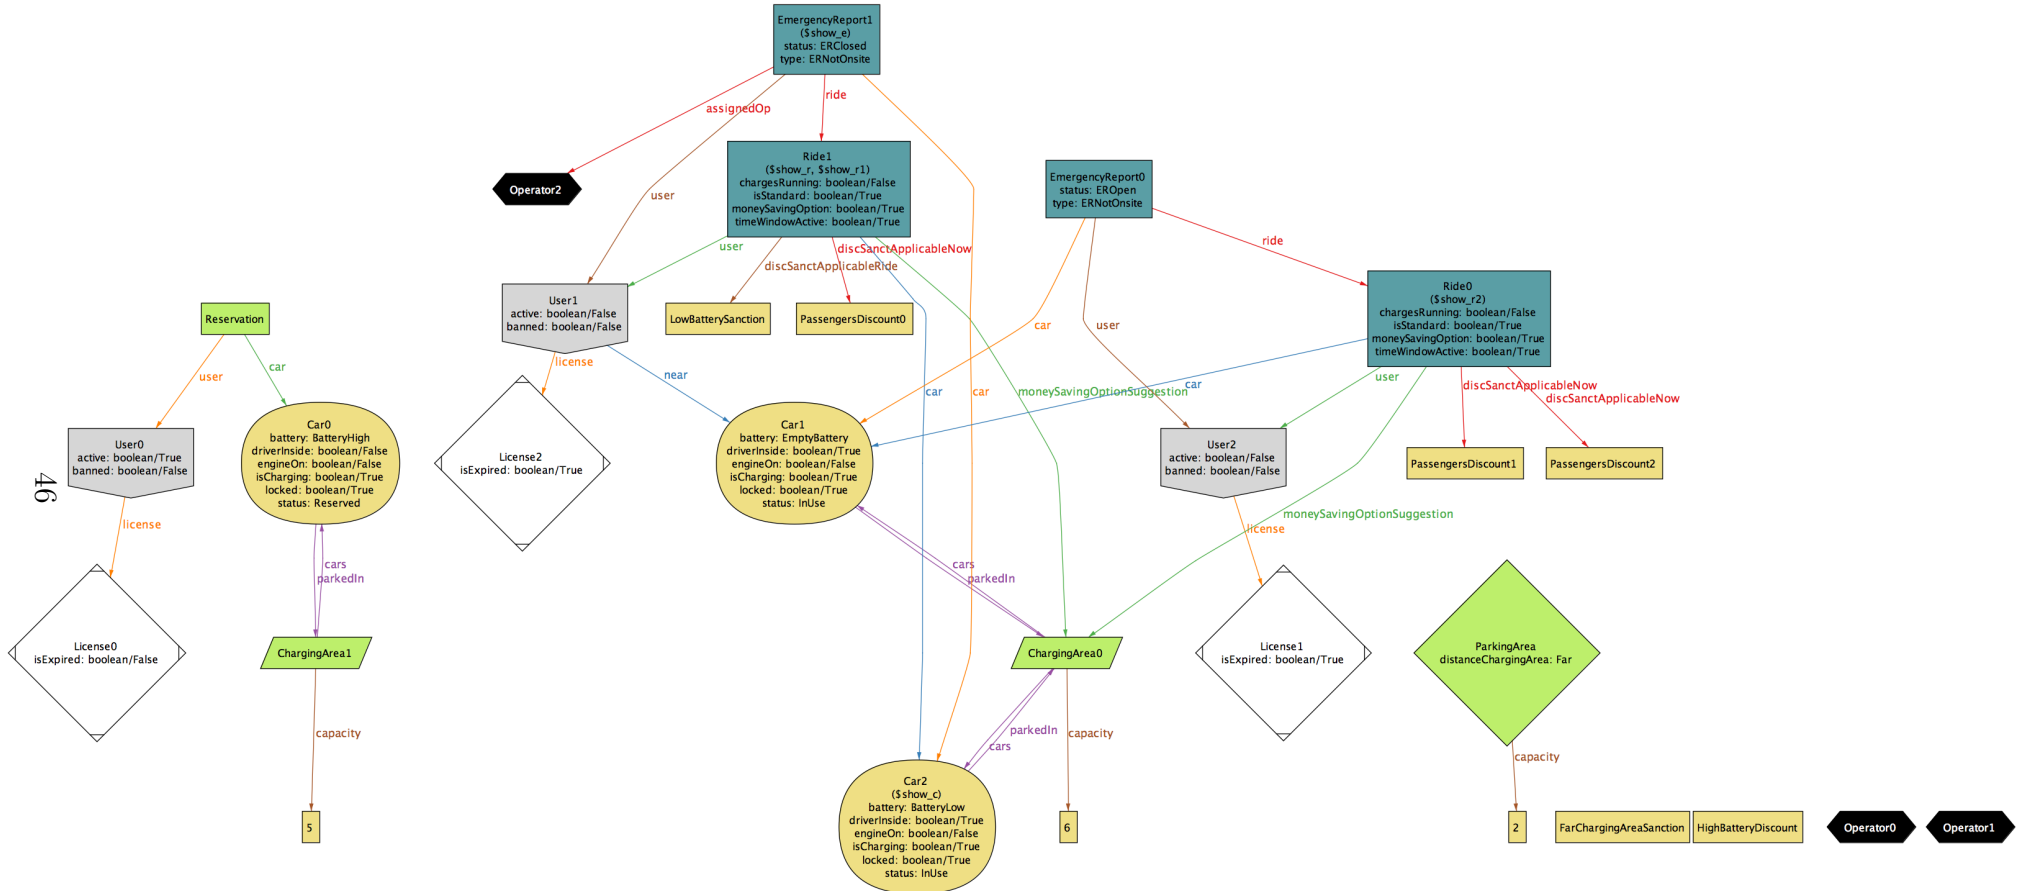 EmergencyReport1
($show_e)
status: ERClosed
type: ERNotOnsite
ride
assignedOp
Ride1
($show_r, $show_r1)
chargesRunning: boolean/False
isStandard: boolean/True
moneySavingOption: boolean/True
timeWindowActive: boolean/True
EmergencyReport0
status: EROpen
type: ERNotOnsite
Operator2
user
user
discSanctApplicableNow
discSanctApplicableRide
ride
Ride0
($show_r2)
chargesRunning: boolean/False
isStandard: boolean/True
moneySavingOption: boolean/True
timeWindowActive: boolean/True
Reservation
User1
active: boolean/False
banned: boolean/False
LowBatterySanction
PassengersDiscount0
car
user
user
car
license
near
car
car
moneySavingOptionSuggestion
car
user
discSanctApplicableNow
discSanctApplicableNow
User0
active: boolean/True
banned: boolean/False
Car0
battery: BatteryHigh
driverInside: boolean/False
engineOn: boolean/False
isCharging: boolean/True
locked: boolean/True
status: Reserved
License2
isExpired: boolean/True
Car1
battery: EmptyBattery
driverInside: boolean/True
engineOn: boolean/False
isCharging: boolean/True
locked: boolean/True
status: InUse
User2
active: boolean/False
banned: boolean/False
PassengersDiscount1
PassengersDiscount2
46
license
moneySavingOptionSuggestion
license
cars
parkedIn
cars
parkedIn
License0
isExpired: boolean/False
ChargingArea1
ChargingArea0
License1
isExpired: boolean/True
ParkingArea
distanceChargingArea: Far
capacity
parkedIn
cars
capacity
capacity
Car2
($show_c)
battery: BatteryLow
driverInside: boolean/True
engineOn: boolean/False
isCharging: boolean/True
locked: boolean/True
status: InUse
5
6
2
FarChargingAreaSanction
HighBatteryDiscount
Operator0
Operator1